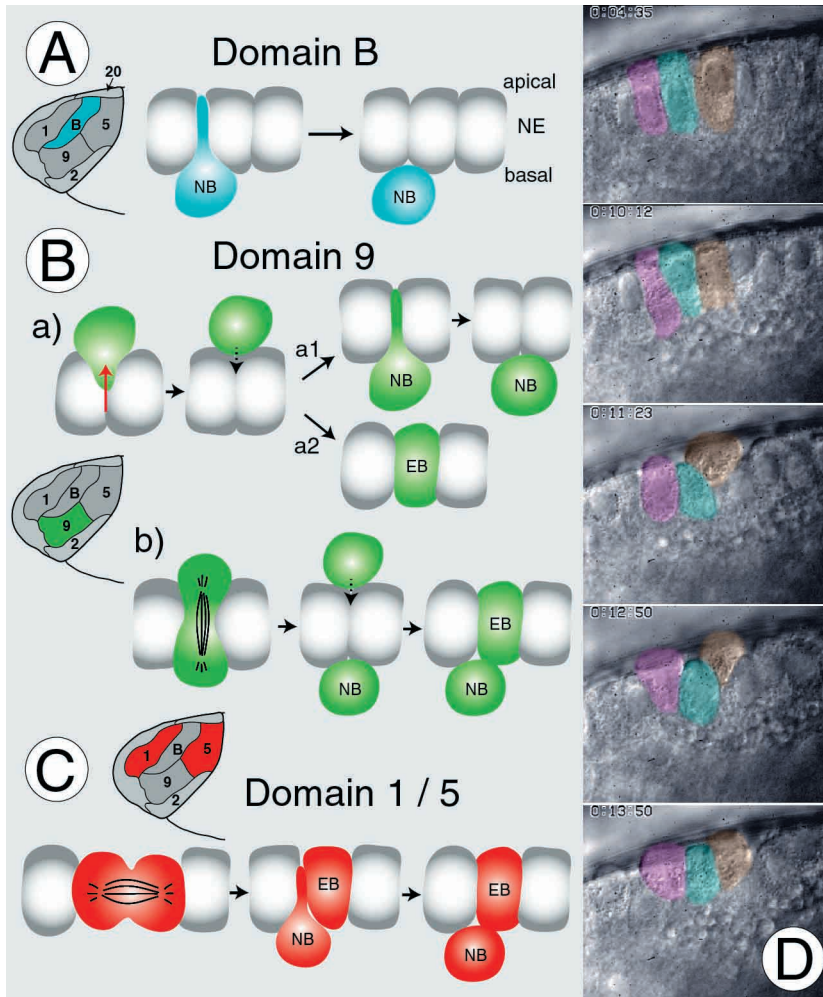 A
Domain B
20
1
B
5
9
2
NB
NB
apical
NE
basal
B
Domain 9
a)
a1
NB
NB
a2
EB
1
B
5
9
2
b)
NB
EB
NB
C
1
B
5
9
2
Domain 1 / 5
EB
NB
EB
NB
0:04:35
0:10:12
0:11:23
0:12:50
0:13:50
D